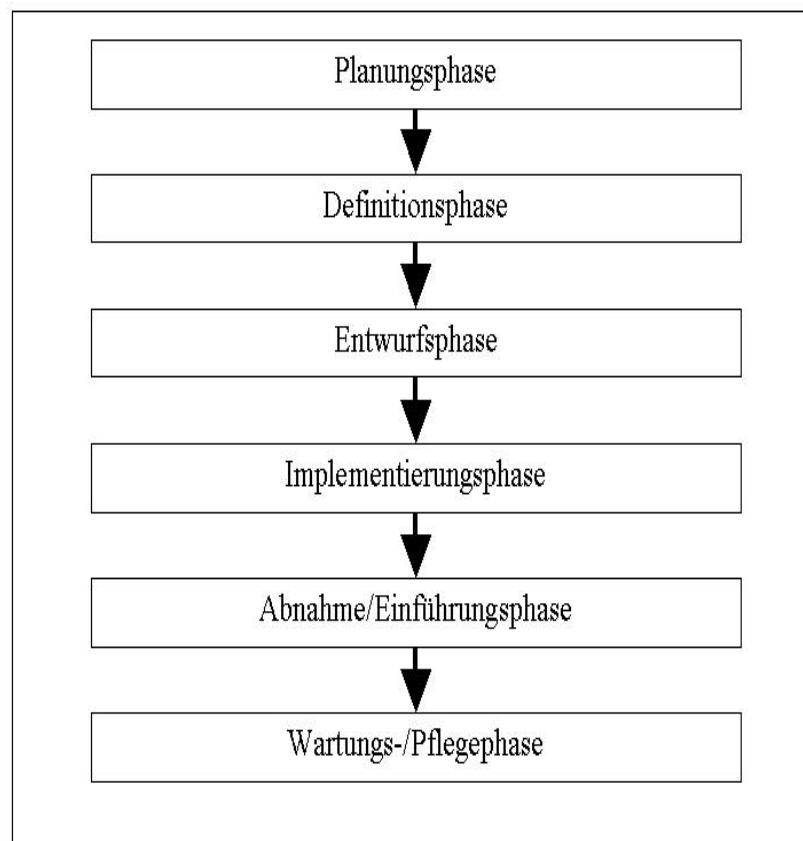 Planungsphase
Definitionsphase
Entwurfsphase
Implementierungsphase
Abnahme/Einführungsphase
Wartungs-/Pflegephase